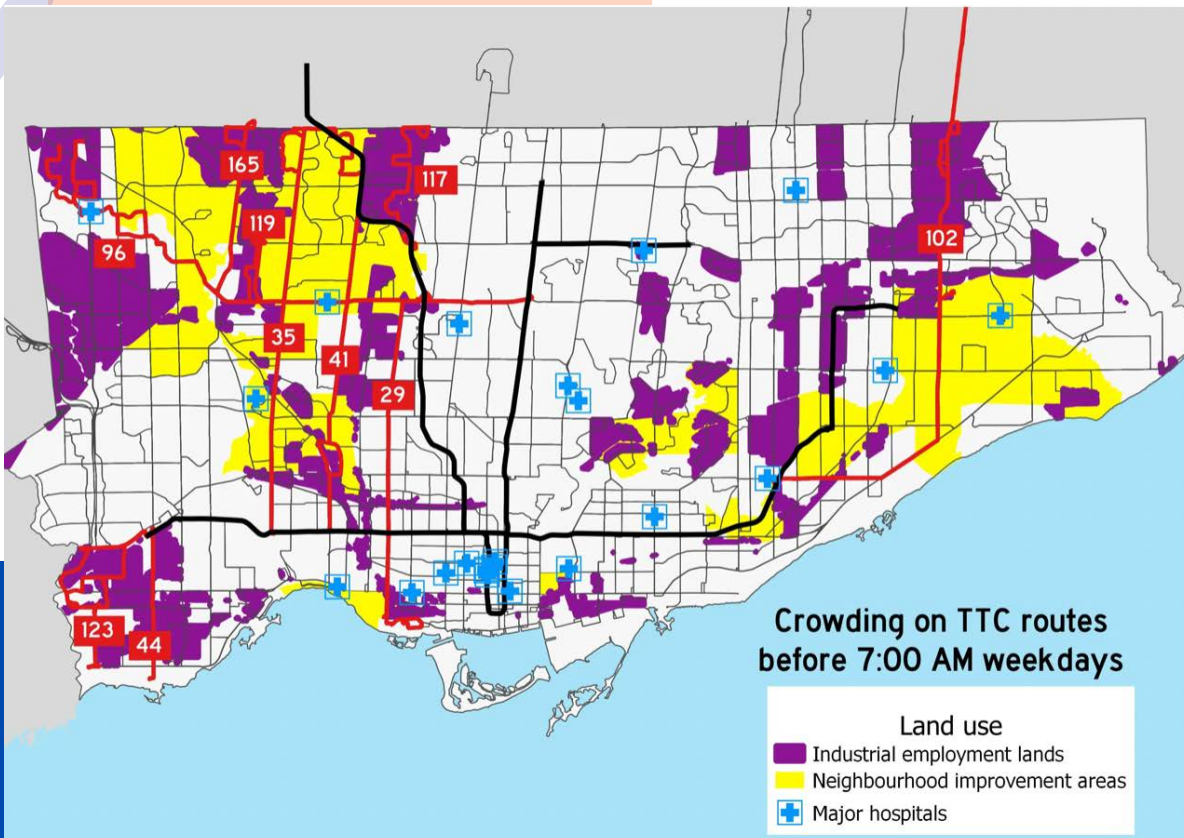 165
117
119
96
102
35
41
29
123
44
Crowding on TTC routes
before 7:00 AM weekdays
Land use
Industrial employment lands
Neighbourhood improvement areas
Major hospitals